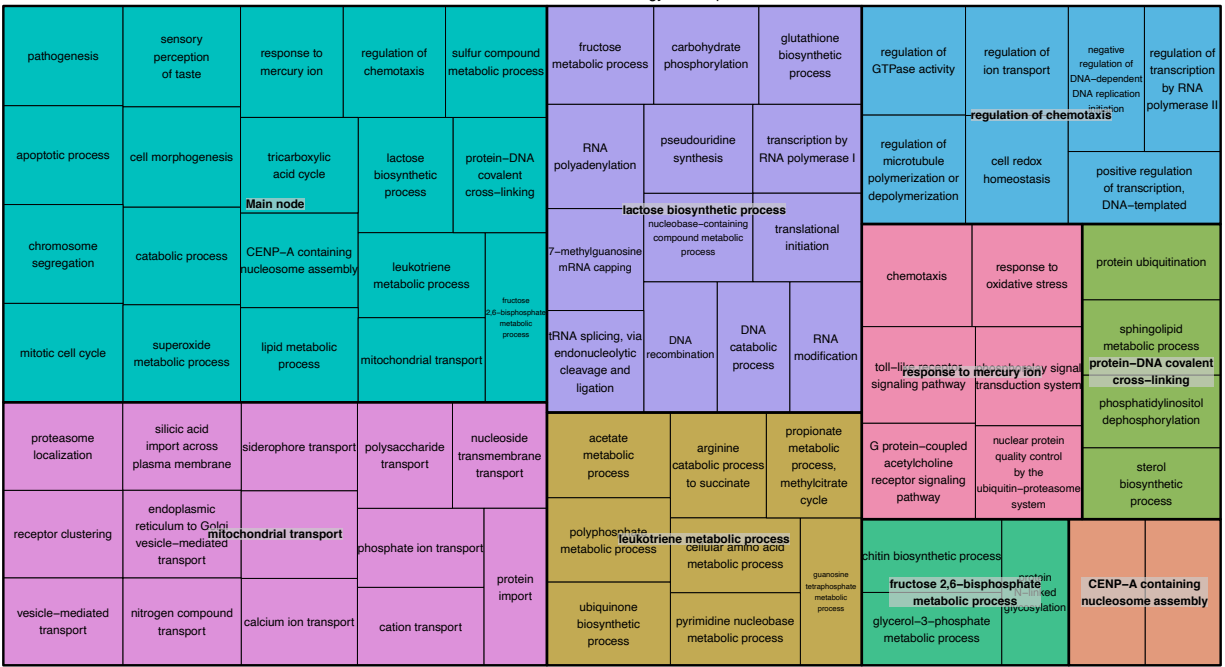 pathogenesis
sensory
perception
of taste
response to
mercury ion
regulation of
chemotaxis
sulfur compound
metabolic process
apoptotic process
cell morphogenesis
tricarboxylic
acid cycle
lactose
biosynthetic
process
protein−DNA
covalent
cross−linking
Main node
chromosome
segregation
catabolic process
CENP−A containing
nucleosome assembly
leukotriene
metabolic process
fructose
2,6−bisphosphate
metabolic
process
mitotic cell cycle
superoxide
metabolic process
lipid metabolic
process
mitochondrial transport
fructose
metabolic process
carbohydrate
phosphorylation
glutathione
biosynthetic
process
RNA
polyadenylation
pseudouridine
synthesis
transcription by
RNA polymerase I
lactose biosynthetic process
7−methylguanosine
mRNA capping
nucleobase−containing
compound metabolic
process
translational
initiation
tRNA splicing, via
endonucleolytic
cleavage and
ligation
DNA
recombination
DNA
catabolic
process
RNA
modification
regulation of
GTPase activity
regulation of
ion transport
negative
regulation of
DNA−dependent
DNA replication
initiation
regulation of
transcription
by RNA
polymerase II
regulation of chemotaxis
regulation of
microtubule
polymerization or
depolymerization
cell redox
homeostasis
positive regulation
of transcription,
DNA−templated
chemotaxis
response to
oxidative stress
toll−like receptor
signaling pathway
signal
transduction system
response to mercury ion
G protein−coupled
acetylcholine
receptor signaling
pathway
nuclear protein
quality control
by the
ubiquitin−proteasome
system
protein ubiquitination
sphingolipid
metabolic process
protein−DNA covalent
cross−linking
phosphatidylinositol
dephosphorylation
sterol
biosynthetic
process
proteasome
localization
silicic acid
import across
plasma membrane
siderophore transport
polysaccharide
transport
nucleoside
transmembrane
transport
receptor clustering
endoplasmic
reticulum to Golgi
vesicle−mediated
transport
mitochondrial transport
phosphate ion transport
protein
import
vesicle−mediated
transport
nitrogen compound
transport
calcium ion transport
cation transport
acetate
metabolic
process
arginine
catabolic process
to succinate
propionate
metabolic
process,
methylcitrate
cycle
polyphosphate
metabolic process
leukotriene metabolic process
cellular amino acid
metabolic process
guanosine
tetraphosphate
metabolic
process
ubiquinone
biosynthetic
process
pyrimidine nucleobase
metabolic process
chitin biosynthetic process
protein
N−linked
glycosylation
fructose 2,6−bisphosphate
metabolic process
glycerol−3−phosphate
metabolic process
CENP−A containing
nucleosome assembly